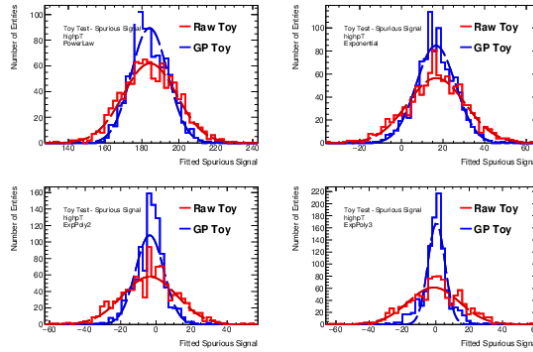 Number of Entries
100
80
60
40
20
0
Toy Test - Spurious Signal
highpT
PowerLaw
Raw Toy
GP Toy
140 160 180 200 220 240
Fitted Spurious Signal
Number of Entries
100
80
60
40
20
0
Toy Test - Spurious Signal
highpT
Exponential
Raw Toy
GP Toy
−20 0 20 40 60
Fitted Spurious Signal
Number of Entries
160
140
120
100
80
60
40
20
0
Toy Test - Spurious Signal
highpT
ExpPoly2
Raw Toy
GP Toy
−60 −40 −20 0 20 40
Fitted Spurious Signal
Number of Entries
220
200
180
160
140
120
100
80
60
40
20
0
Toy Test - Spurious Signal
highpT
ExpPoly3
Raw Toy
GP Toy
−60 −40 −20 0 20 40 60
Fitted Spurious Signal